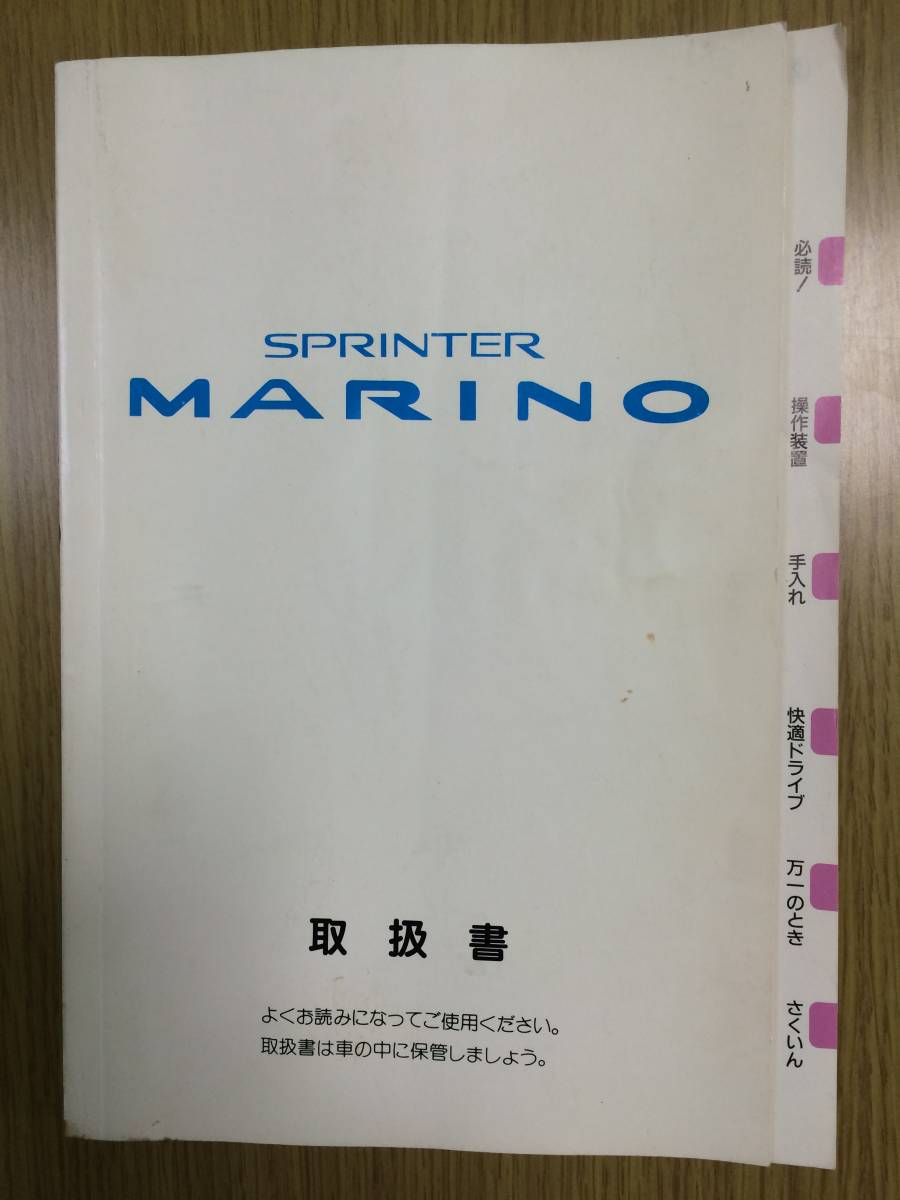 SPRINTER
MARINO
取扱書
よくお読みになってご使用ください。
取扱書は車の中に保管しましょう。
必読！
操作装置
手入れ
快適ドライブ
万一のとき
さくいん